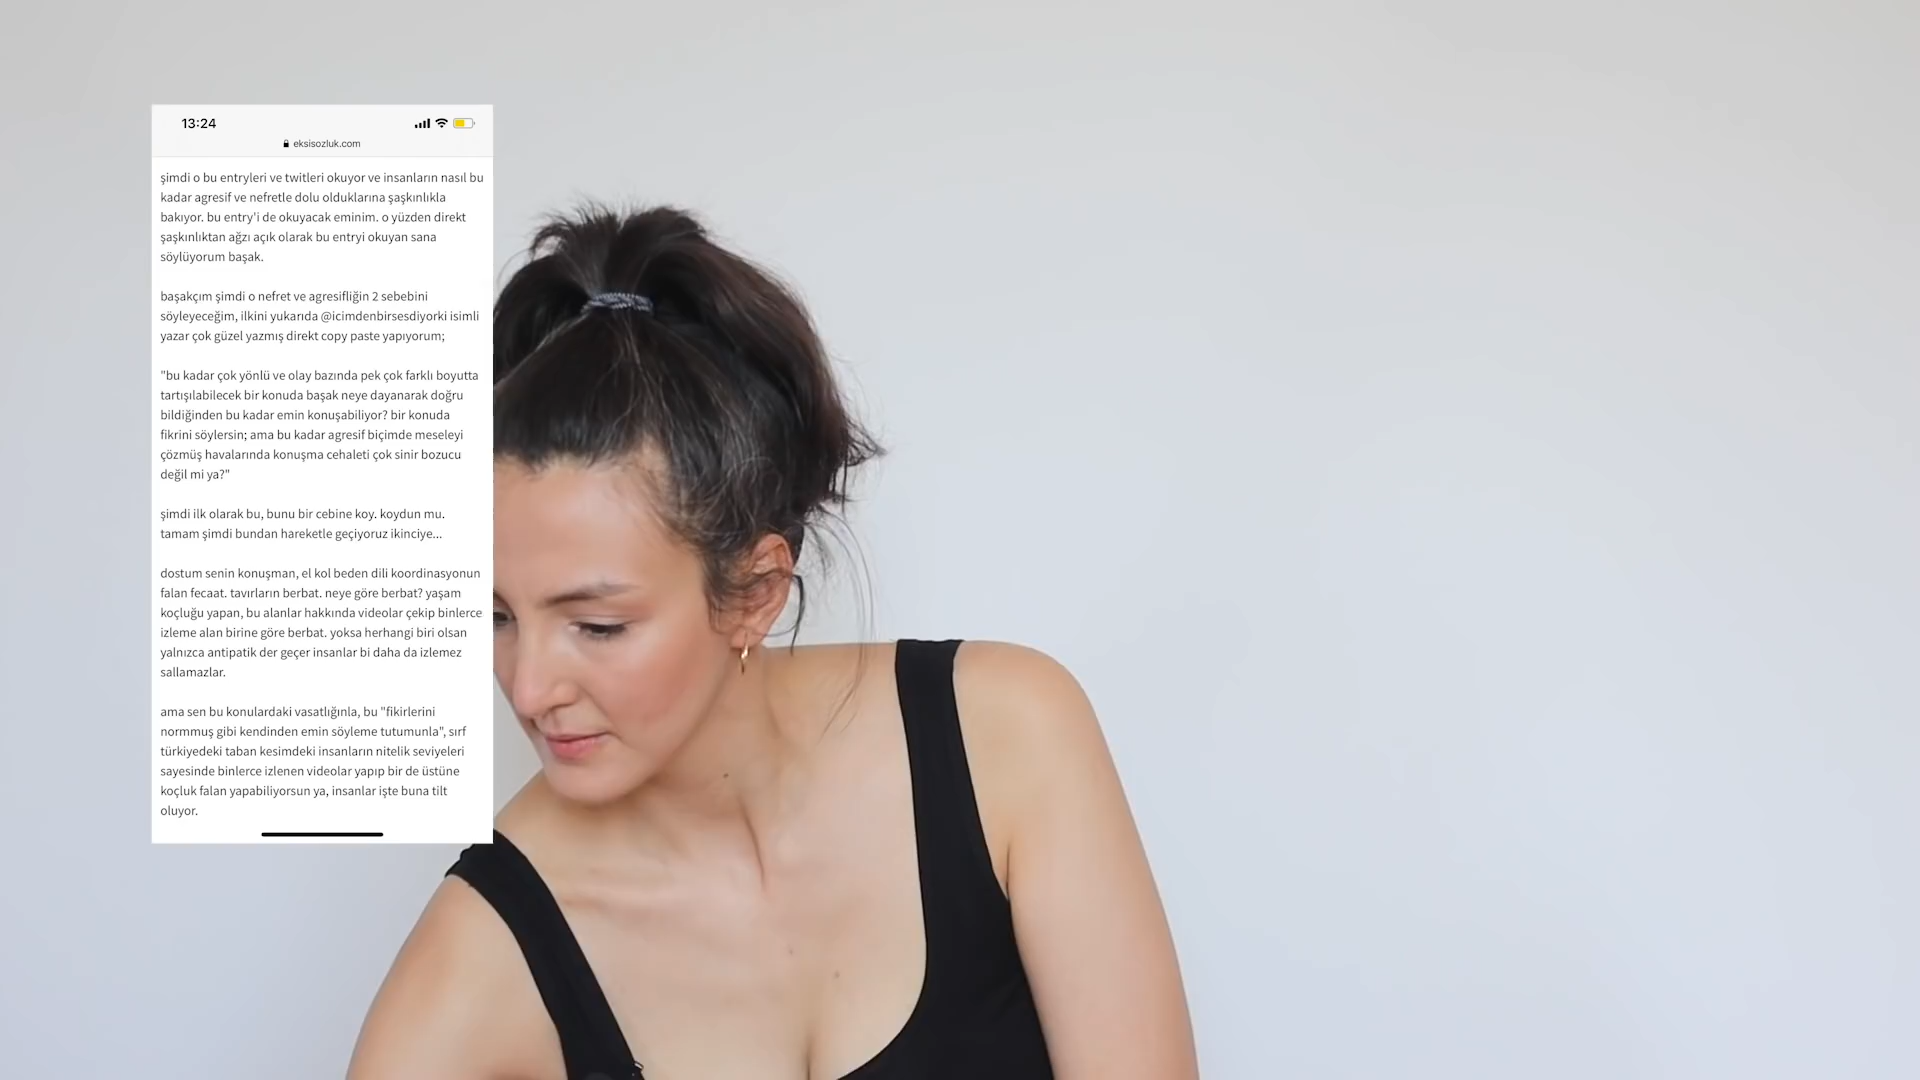 13:24
eksisozluk.com
şimdi o bu entryleri ve twitleri okuyor ve insanların nasıl bu
kadar agresif ve nefretle dolu olduklarına şaşkınlıkla
bakıyor. bu entry'i de okuyacak eminim. o yüzden direkt
şaşkınlıktan ağzı açık olarak bu entryi okuyan sana
söylüyorum başak.
başakçım şimdi o nefret ve agresifliğin 2 sebebini
söyleyeceğim, ilkini yukarıda @icimdenbirsesdiyorki isimli
yazar çok güzel yazmış direkt copy paste yapıyorum;
"bu kadar çok yönlü ve olay bazında pek çok farklı boyutta
tartışılabilecek bir konuda başak neye dayanarak doğru
bildiğinden bu kadar emin konuşabiliyor? bir konuda
fikrini söylersin; ama bu kadar agresif biçimde meseleyi
çözmüş havalarında konuşma cehaleti çok sinir bozucu
değil mi ya?"
şimdi ilk olarak bu, bunu bir cebine koy. koydun mu.
tamam şimdi bundan hareketle geçiyoruz ikinciye...
dostum senin konuşman, el kol beden dili koordinasyonun
falan fecaat. tavırların berbat. neye göre berbat? yaşam
koçluğu yapan, bu alanlar hakkında videolar çekip binlerce
izleme alan birine göre berbat. yoksa herhangi biri olsan
yalnızca antipatik der geçer insanlar bi daha da izlemez
sallamazlar.
ama sen bu konulardaki vasatlığınla, bu "fikirlerini
normmuş gibi kendinden emin söyleme tutumunla", sırf
türkiyedeki taban kesimdeki insanların nitelik seviyeleri
sayesinde binlerce izlenen videolar yapıp bir de üstüne
koçluk falan yapabiliyorsun ya, insanlar işte buna tilt
oluyor.